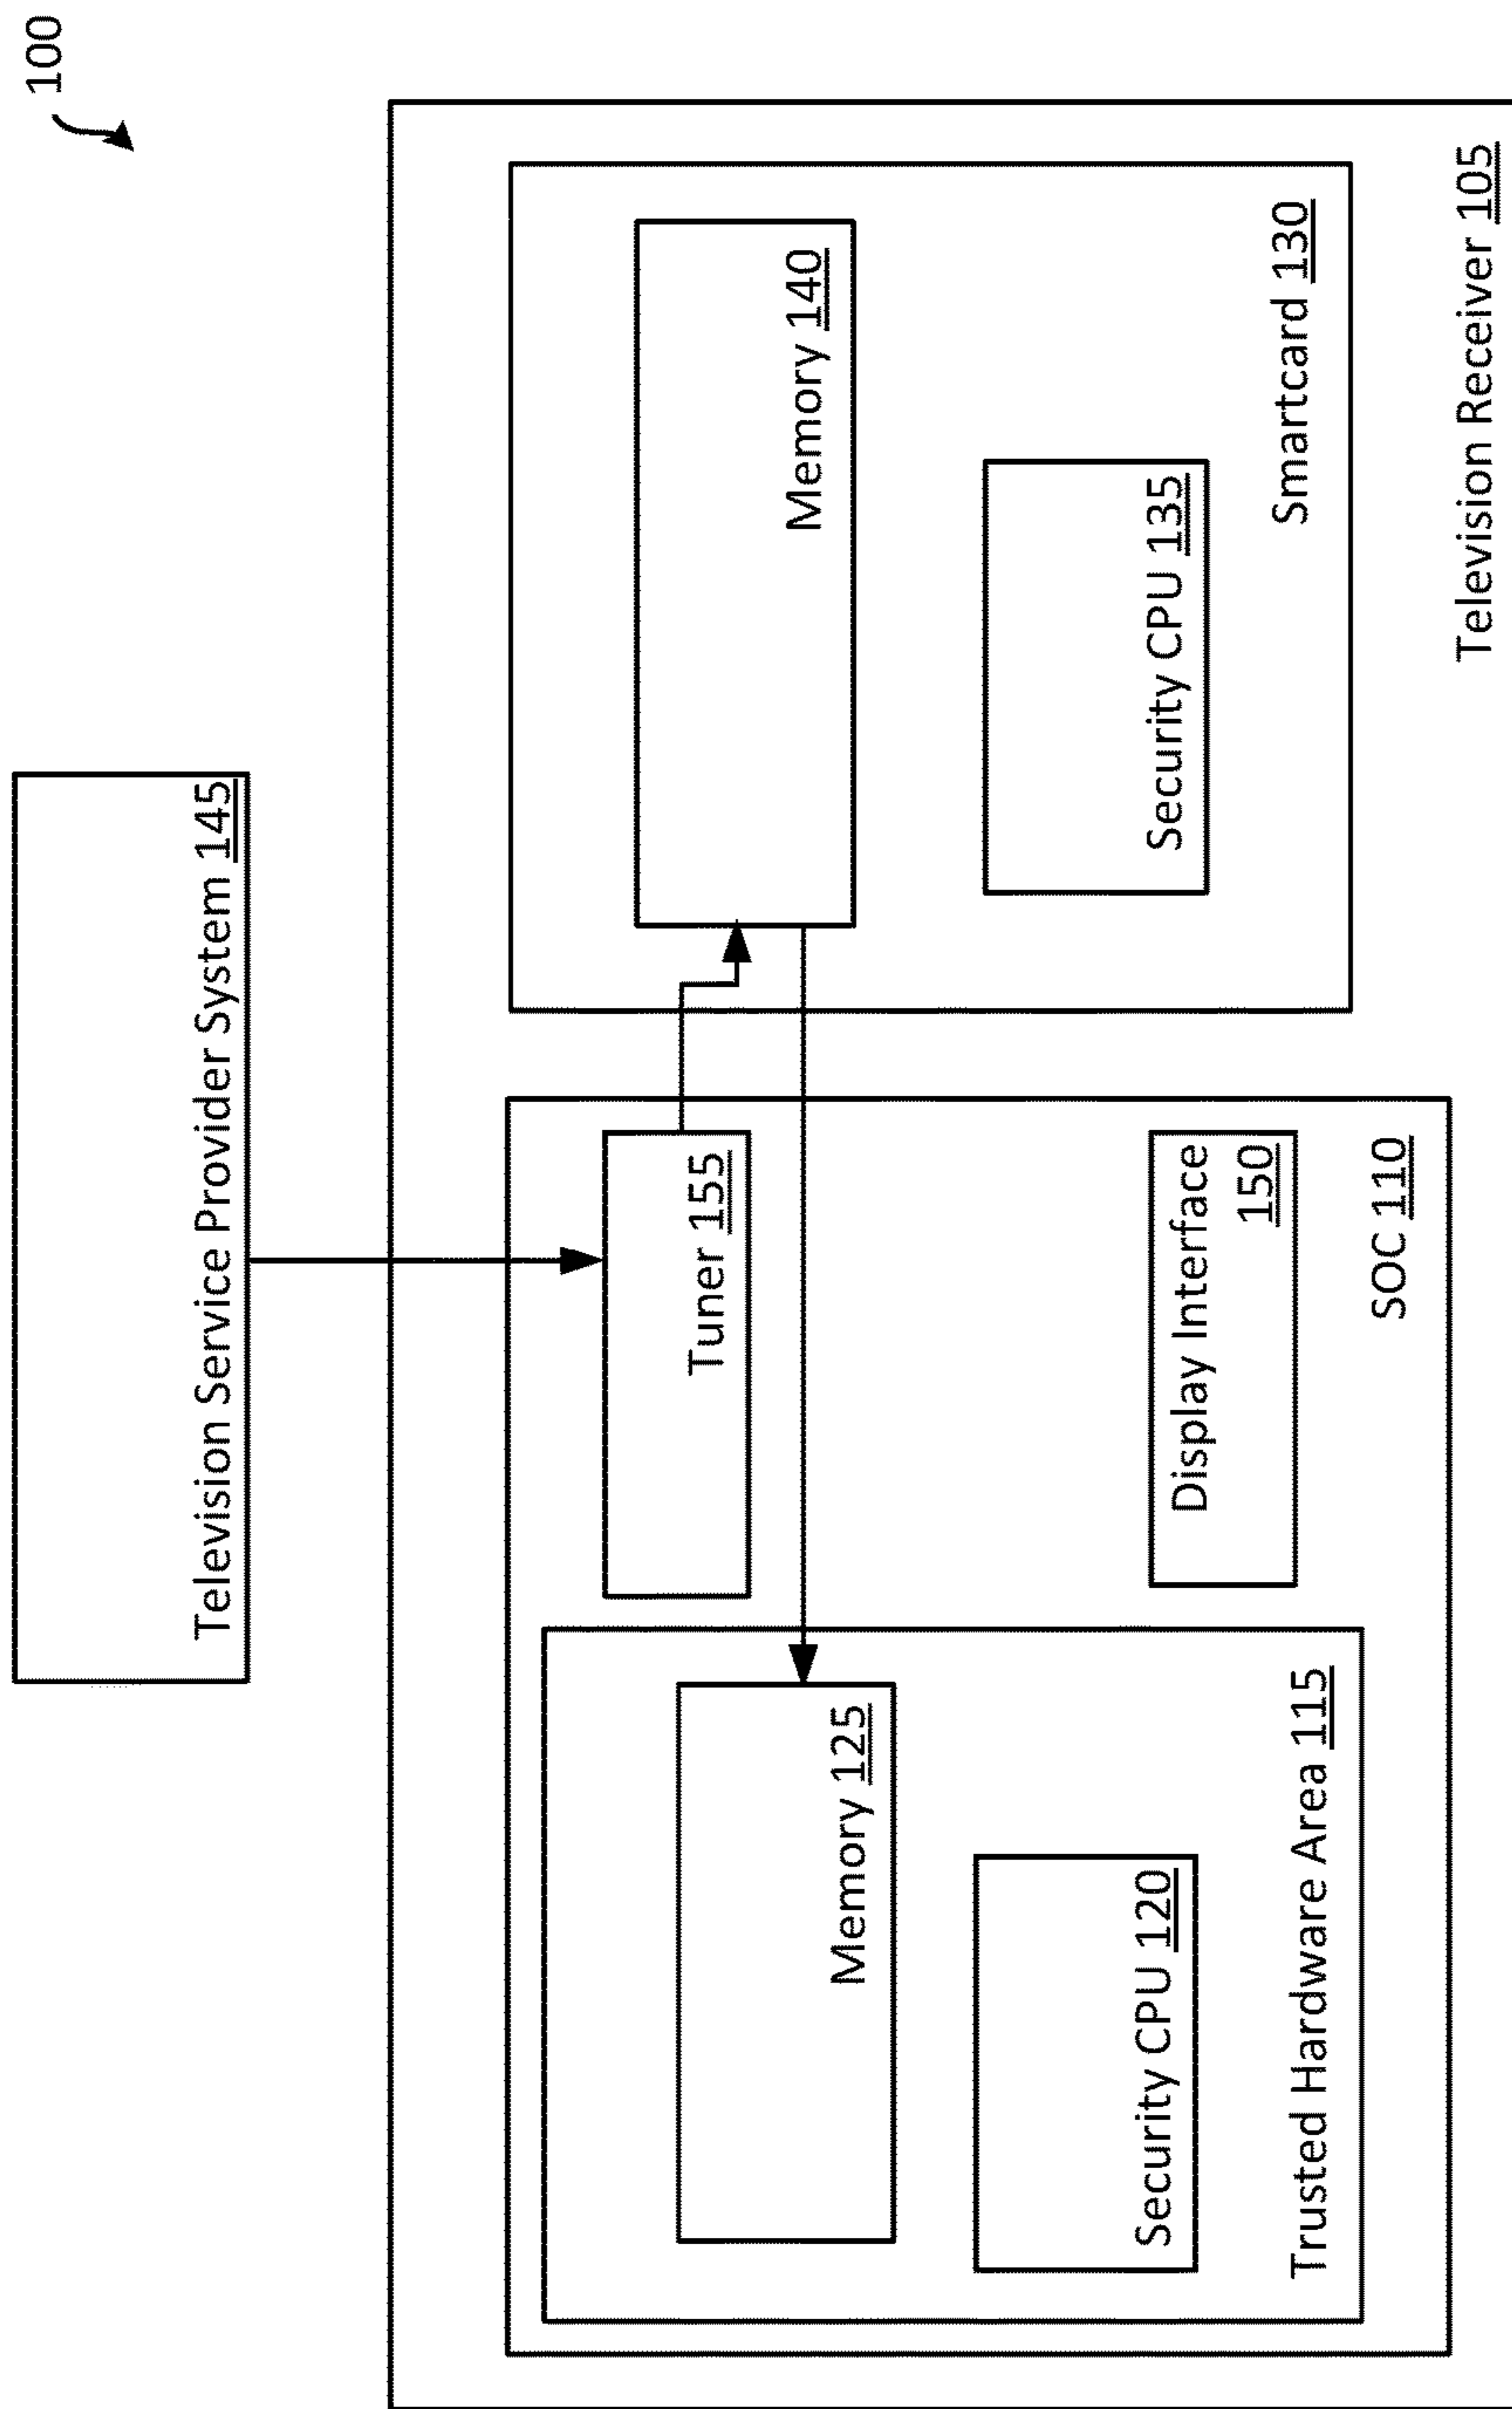 100
Television Service Provider System 145
Tuner 155
Memory 140
Memory 125
Security CPU 120
Display Interface
150
Security CPU 135
Trusted Hardware Area 115
SOC 110
Smartcard 130
Television Receiver 105